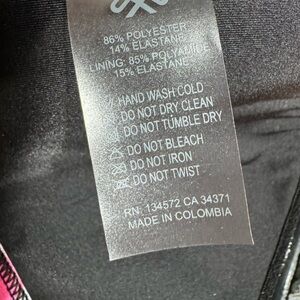 86% POLYESTER
14% ELASTANE
LINING: 85% POLYAMIDE
15% ELASTANE
HAND WASH COLD
DO NOT DRY CLEAN
DO NOT TUMBLE DRY
DO NOT BLEACH
DO NOT IRON
DO NOT TWIST
RN: 134572 CA 34371
MADE IN COLOMBIA